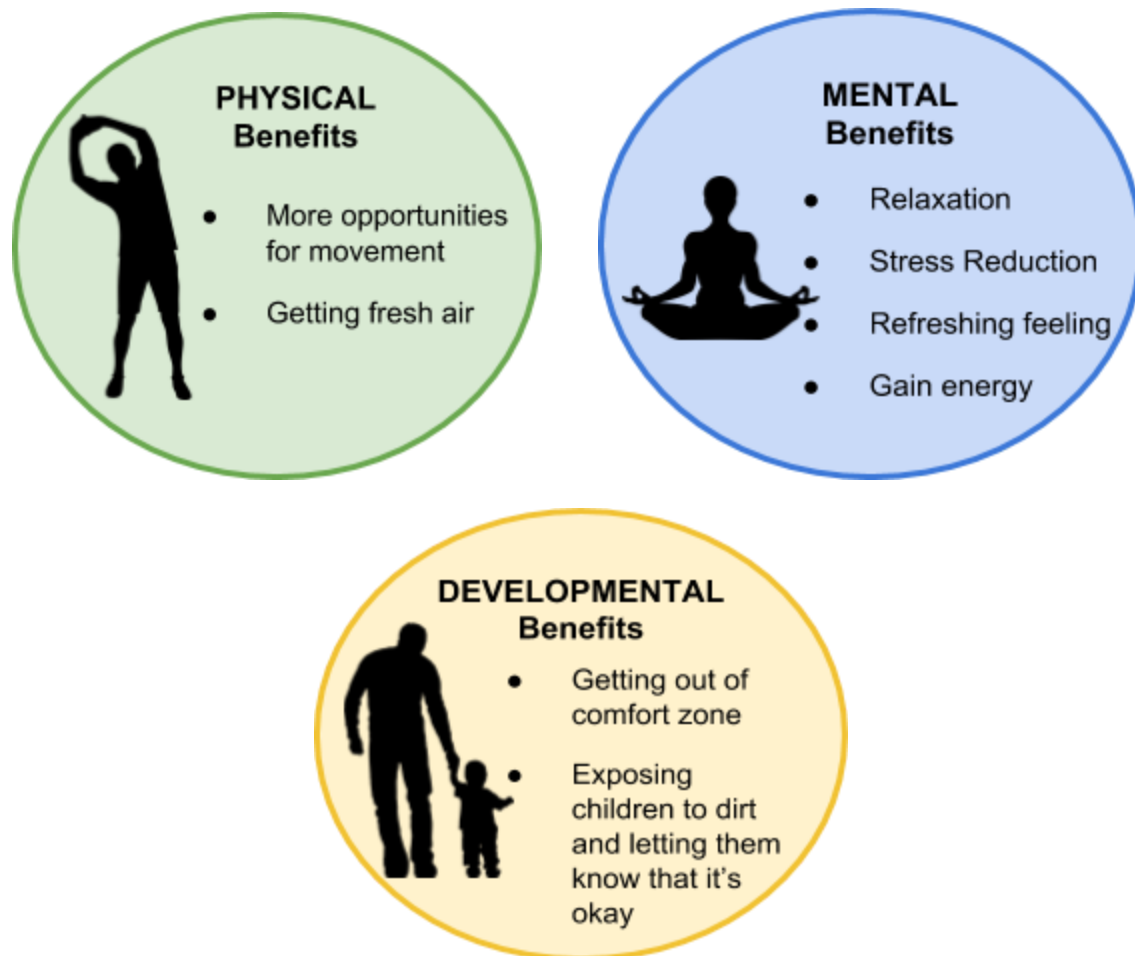 PHYSICAL
Benefits
● More opportunities
for movement
● Getting fresh air
MENTAL
Benefits
● Relaxation
● Stress Reduction
● Refreshing feeling
● Gain energy
DEVELOPMENTAL
Benefits
● Getting out of
comfort zone
● Exposing
children to dirt
and letting them
know that it's
okay